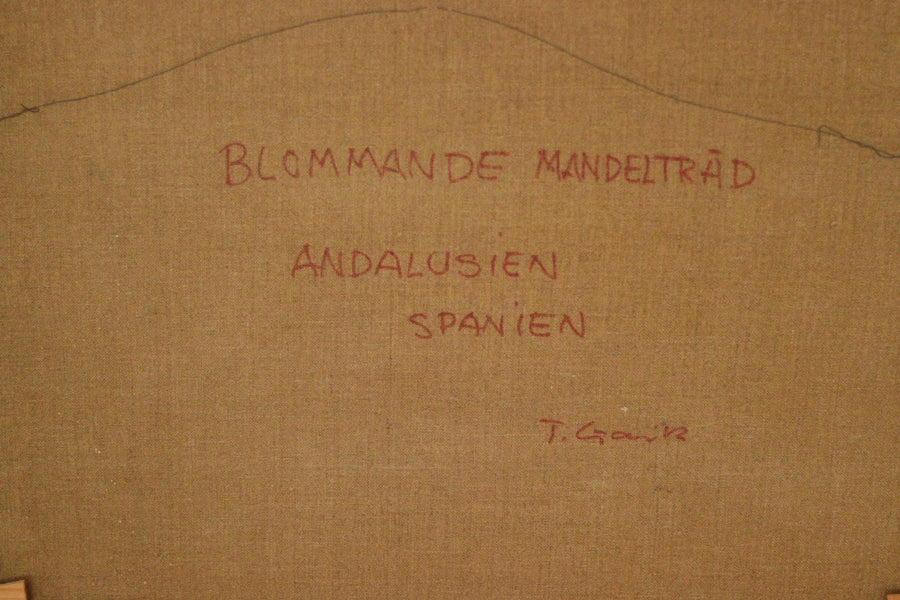 BLOMMANDE MANDELTRÄD
ANDALUSIEN
SPANIEN
T.